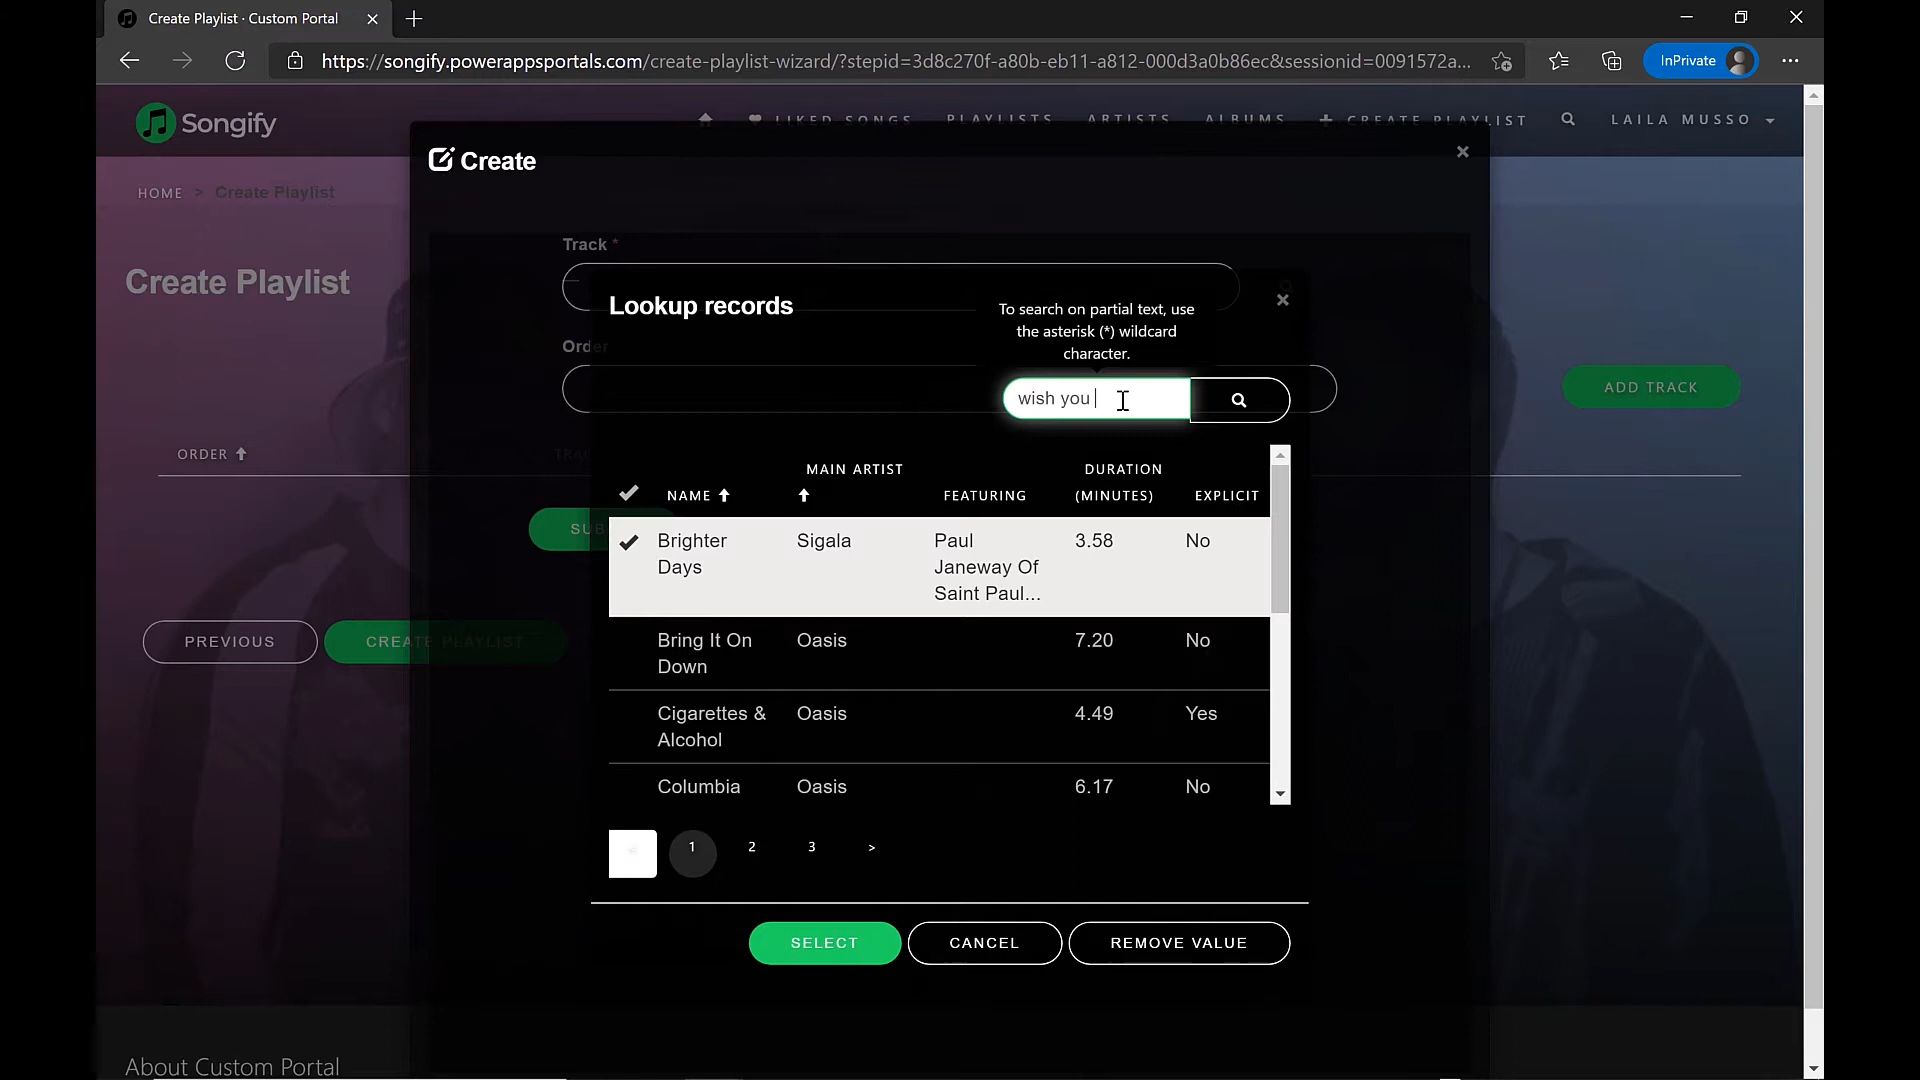 Create Playlist · Custom Portal
https://songify.powerappsportals.com/create-playlist-wizard/?stepid=3d8c270f-a80b-eb11-a812-000d3a0b86ec&sessionid=0091572a...
InPrivate
Songify
LIKED SONGS
PLAYLISTS
ARTISTS
ALBUMS
CREATE PLAYLIST
LAILA MUSSO
Create
HOME > Create Playlist
Create Playlist
Track *
Order
Lookup records
To search on partial text, use
the asterisk (*) wildcard
character.
wish you
ADD TRACK
ORDER
MAIN ARTIST
DURATION
NAME
FEATURING
(MINUTES)
EXPLICIT
Brighter
Days
Sigala
Paul
Janeway Of
Saint Paul...
3.58
No
Bring It On
Down
Oasis
7.20
No
Cigarettes &
Alcohol
Oasis
4.49
Yes
Columbia
Oasis
6.17
No
PREVIOUS
CREATE PLAYLIST
1
2
3
>
SELECT
CANCEL
REMOVE VALUE
About Custom Portal